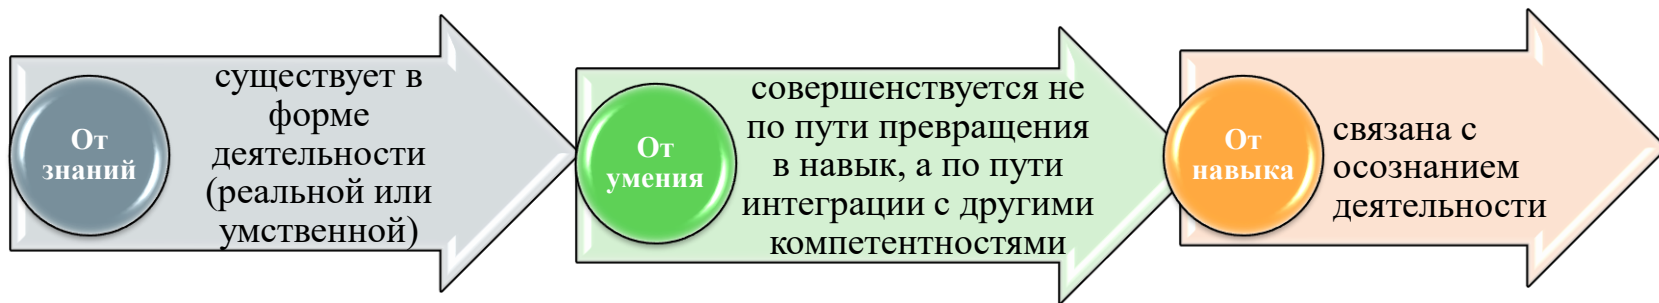 От
знаний
существует в
форме
деятельности
(реальной или
умственной)
От
умения
совершенствуется не
по пути превращения
в навык, а по пути
интеграции с другими
компетентностями
От
навыка
связана с
осознанием
деятельности